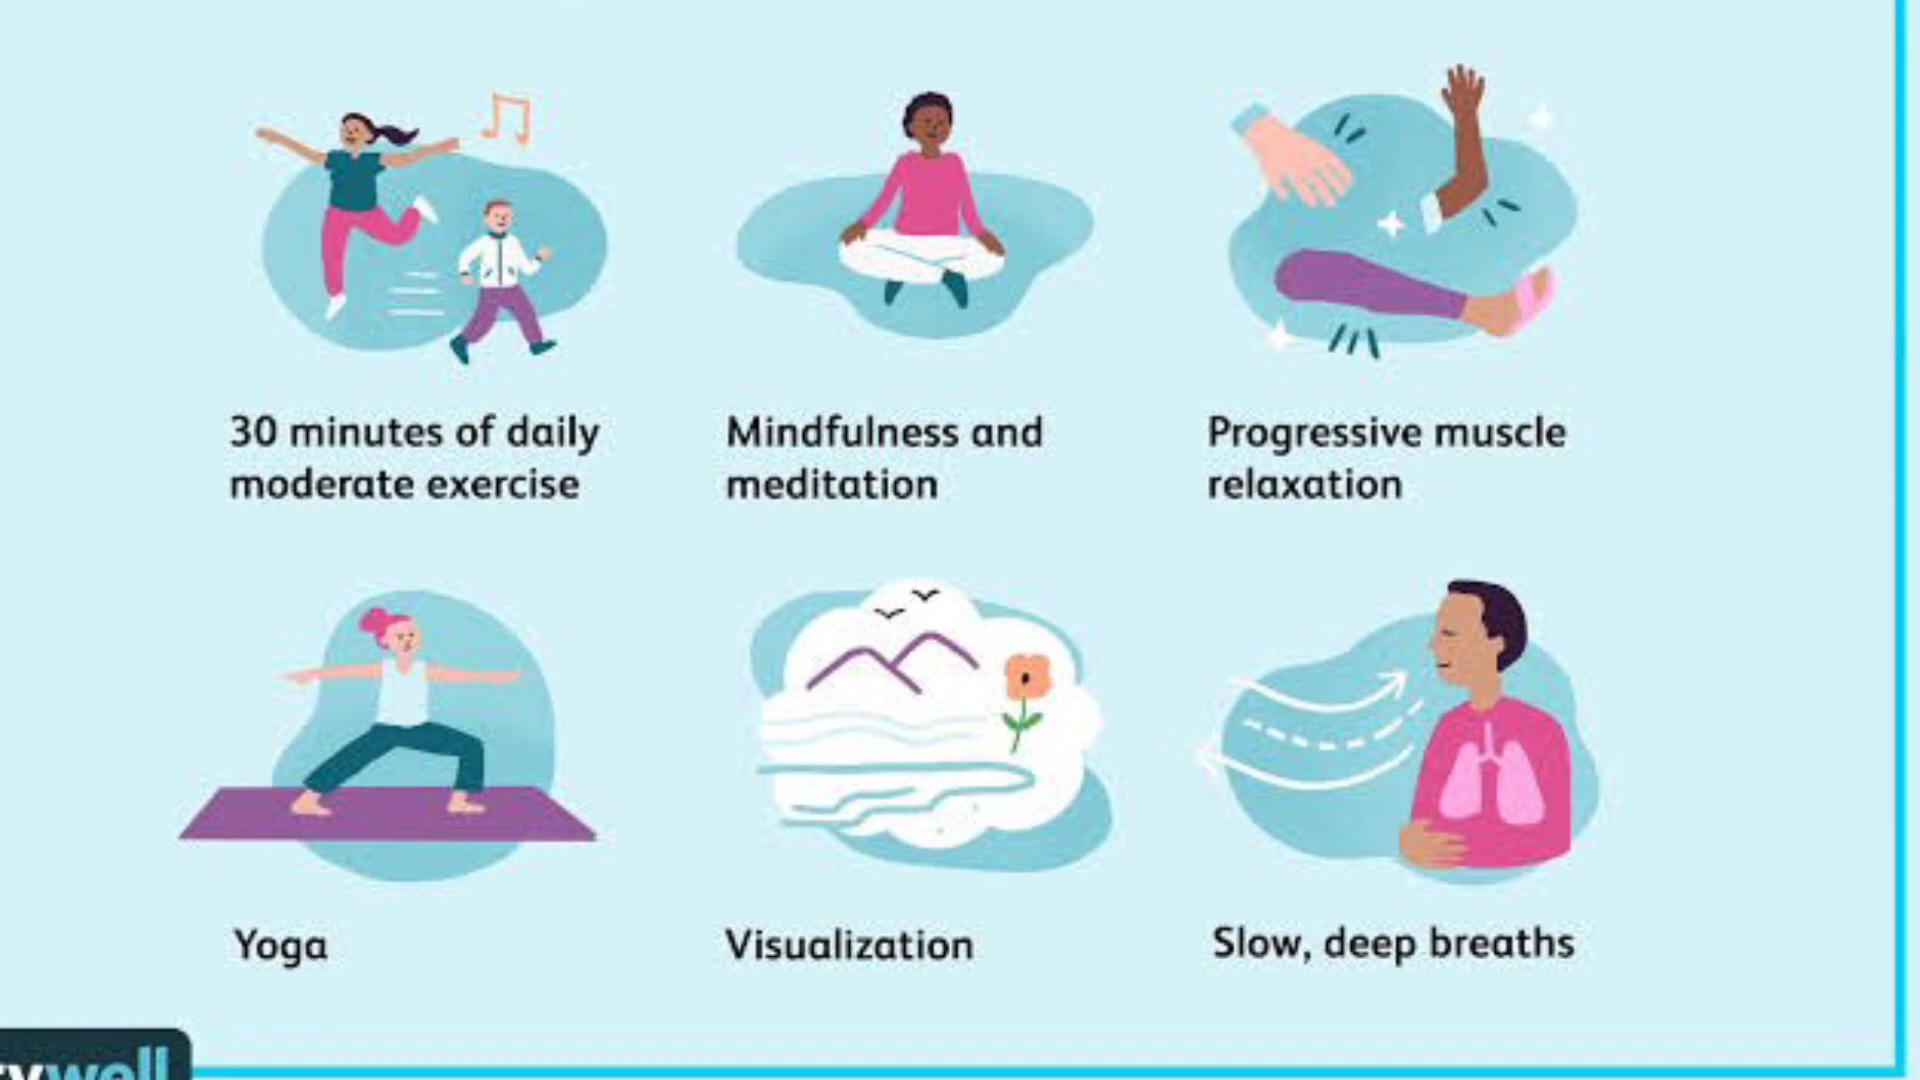 30 minutes of daily
moderate exercise
Mindfulness and
meditation
Progressive muscle
relaxation
Yoga
Visualization
Slow, deep breaths